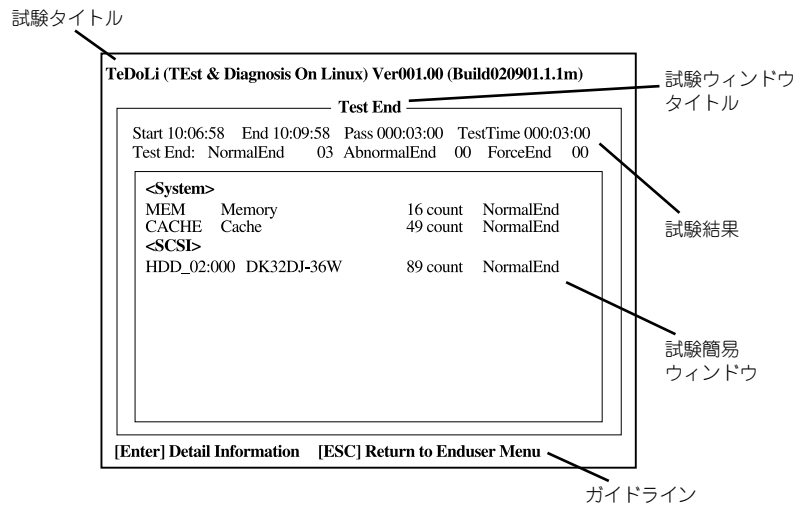 試験タイトル
TeDoLi (TEst & Diagnosis On Linux) Ver001.00 (Build020901.1.1m)
試験ウィンドウ
タイトル
Test End
Start 10:06:58 End 10:09:58 Pass 000:03:00 TestTime 000:03:00
Test End: NormalEnd 03 AbnormalEnd 00 ForceEnd 00
試験結果
<System>
MEM Memory 16 count NormalEnd
CACHE Cache 49 count NormalEnd
<SCSI>
HDD_02:000 DK32DJ-36W 89 count NormalEnd
試験簡易
ウィンドウ
[Enter] Detail Information [ESC] Return to Enduser Menu
ガイドライン